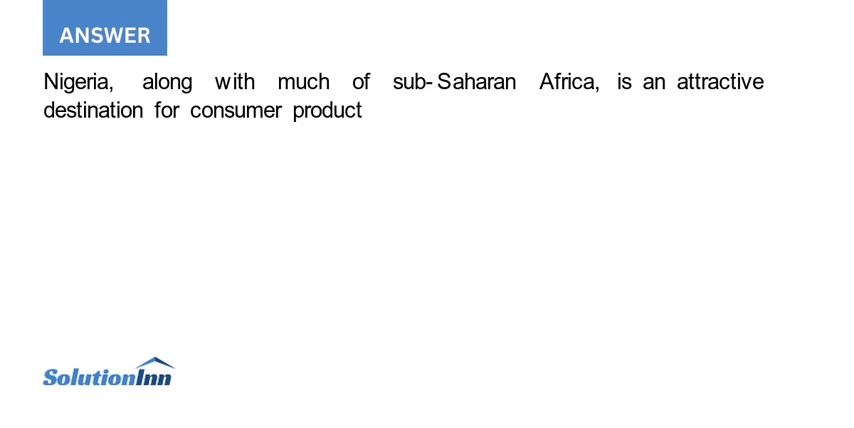 ANSWER
Nigeria, along with much of sub-Saharan Africa, is an attractive
destination for consumer product
SolutionInn